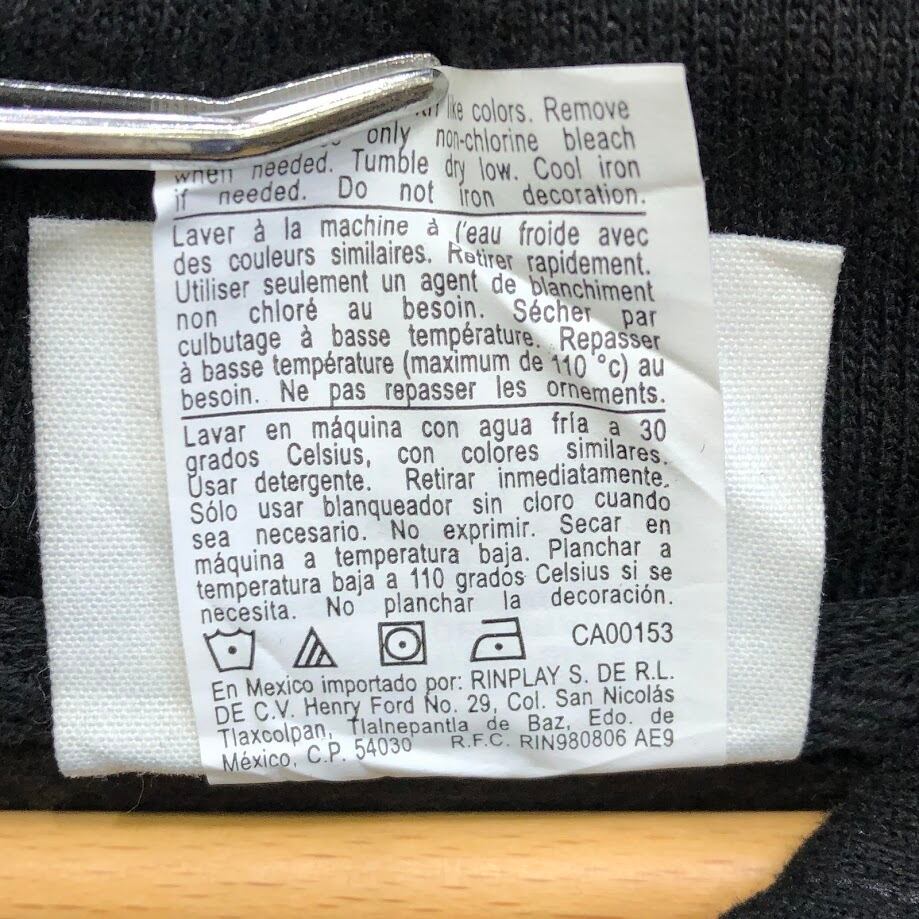 like colors. Remove
only non-chlorine bleach
when needed. Tumble dry low. Cool iron
if needed. Do not iron decoration.
Laver à la machine à l'eau froide avec
des couleurs similaires. Retirer rapidement.
Utiliser seulement un agent de blanchiment
non chloré au besoin. Sécher par
culbutage à basse température. Repasser
à basse température (maximum de 110 °c) au
besoin. Ne pas repasser les ornements.
Lavar en máquina con agua fría a 30
grados Celsius, con colores similares.
Usar detergente. Retirar inmediatamente.
Sólo usar blanqueador sin cloro cuando
sea necesario. No exprimir. Secar en
máquina a temperatura baja. Planchar a
temperatura baja a 110 grados Celsius si se
necesita. No planchar la decoración.
CA00153
En Mexico importado por: RINPLAY S. DE R.L.
DE C.V. Henry Ford No. 29, Col. San Nicolás
Tlaxcolpan, Tlalnepantla de Baz, Edo. de
México, C.P. 54030 R.F.C. RIN980806 AE9